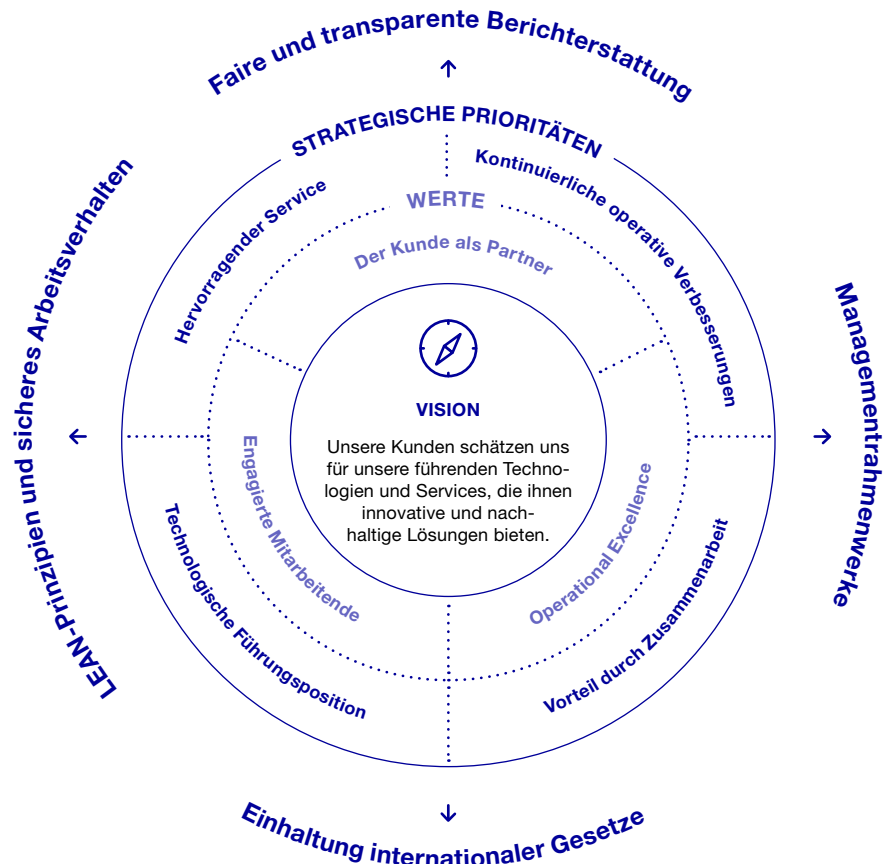 Faire und transparente Berichterstattung
STRATEGISCHE PRIORITÄTEN
Hervorragender Service
Kontinuierliche operative Verbesserungen
WERTE
Der Kunde als Partner
LEAN-Prinzipien und sicheres Arbeitsverhalten
Managementrahmenwerke
VISION
Unsere Kunden schätzen uns
für unsere führenden Techno-
logien und Services, die ihnen
innovative und nach-
haltige Lösungen bieten.
Engagierte Mitarbeitende
Operational Excellence
Technologische Führungsposition
Vorteil durch Zusammenarbeit
Einhaltung internationaler Gesetze